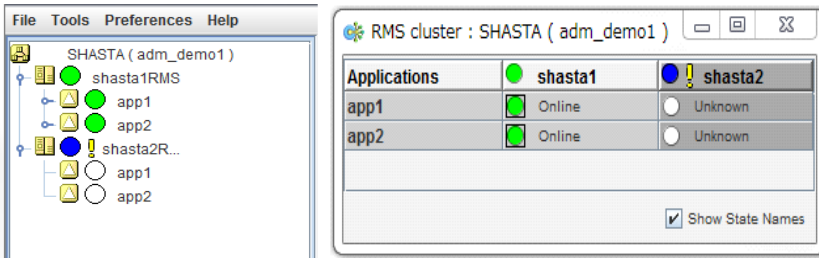 File Tools Preferences Help
SHASTA ( adm_demo1 )
shasta1RMS
app1
app2
shasta2R...
app1
app2
RMS cluster : SHASTA ( adm_demo1 )
Applications shasta1 shasta2
app1 Online Unknown
app2 Online Unknown
Show State Names